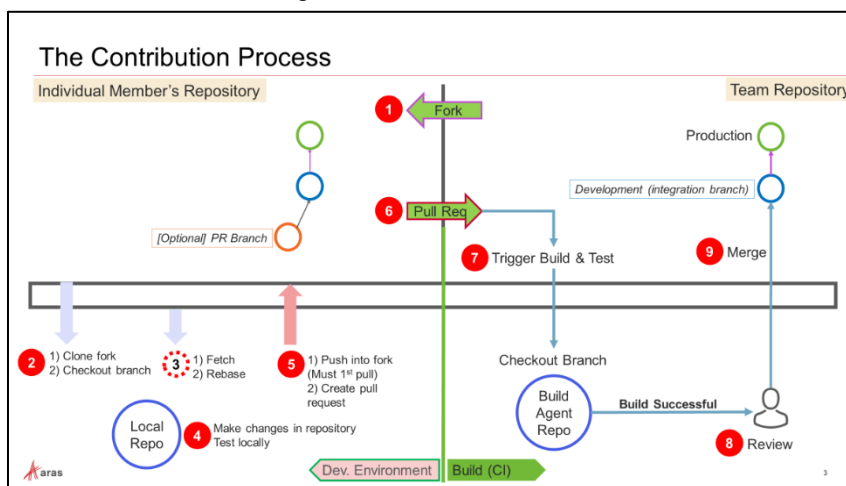 The Contribution Process
Individual Member's Repository
Team Repository
1
Fork
Production
Development (integration branch)
6
Pull Req
[Optional] PR Branch
7
Trigger Build & Test
9
Merge
2
1) Clone fork
2) Checkout branch
3
1) Fetch
2) Rebase
5
1) Push into fork
(Must 1st pull)
2) Create pull
request
Checkout Branch
Local
Repo
4
Make changes in repository
Test locally
Build
Agent
Repo
Build Successful
8
Review
aras
Dev. Environment
Build (CI)
3